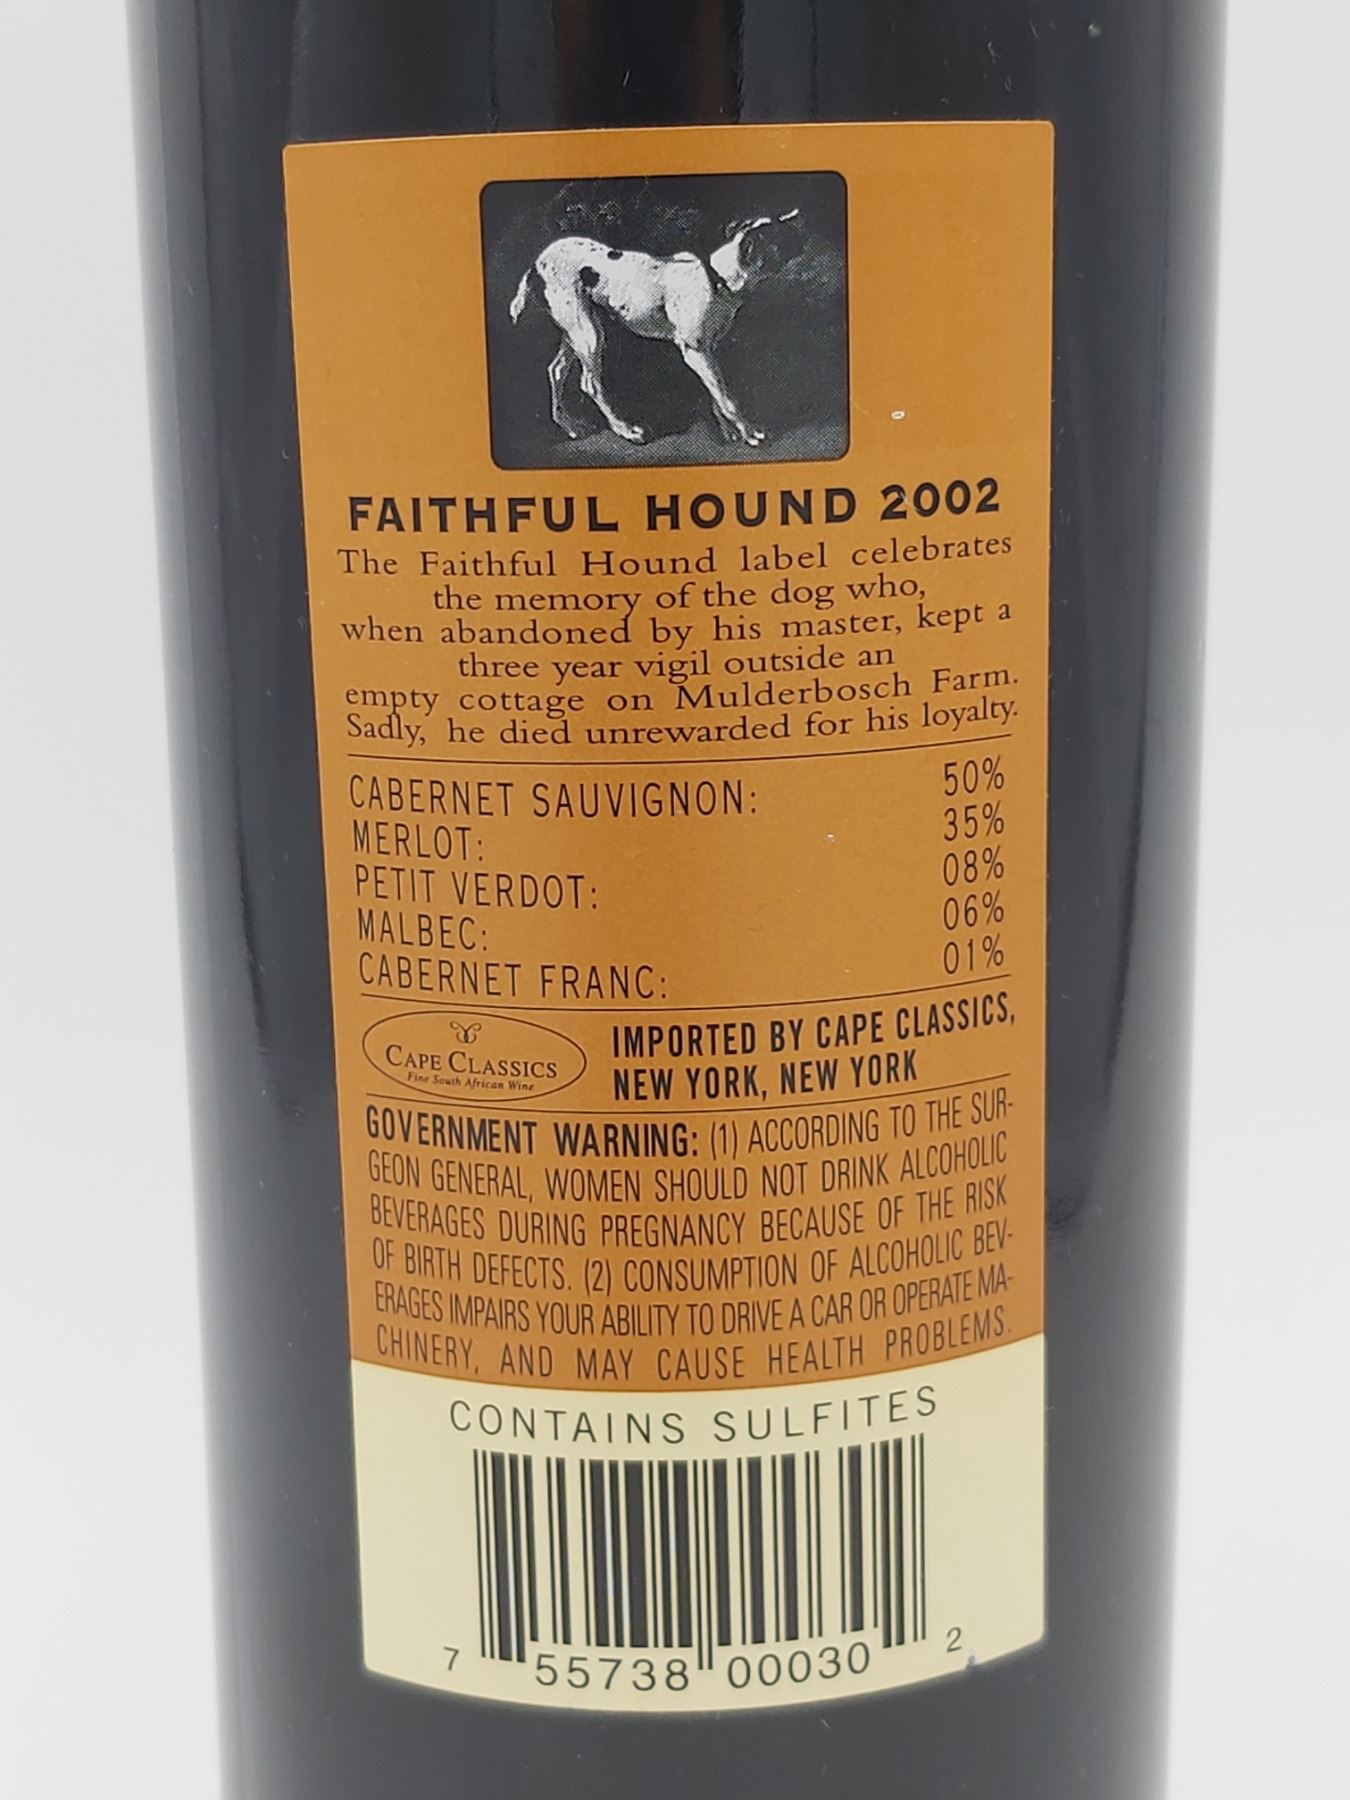 FAITHFUL HOUND 2002
The Faithful Hound label celebrates
the memory of the dog who,
when abandoned by his master, kept a
three year vigil outside an
empty cottage on Mulderbosch Farm.
Sadly, he died unrewarded for his loyalty.
CABERNET SAUVIGNON: 50%
MERLOT: 35%
PETIT VERDOT: 08%
MALBEC: 06%
CABERNET FRANC: 01%
CAPE CLASSICS
Fine South African Wine
IMPORTED BY CAPE CLASSICS,
NEW YORK, NEW YORK
GOVERNMENT WARNING: (1) ACCORDING TO THE SUR-
GEON GENERAL, WOMEN SHOULD NOT DRINK ALCOHOLIC
BEVERAGES DURING PREGNANCY BECAUSE OF THE RISK
OF BIRTH DEFECTS. (2) CONSUMPTION OF ALCOHOLIC BEV-
ERAGES IMPAIRS YOUR ABILITY TO DRIVE A CAR OR OPERATE MA-
CHINERY, AND MAY CAUSE HEALTH PROBLEMS.
CONTAINS SULFITES
7 55738 00030 2